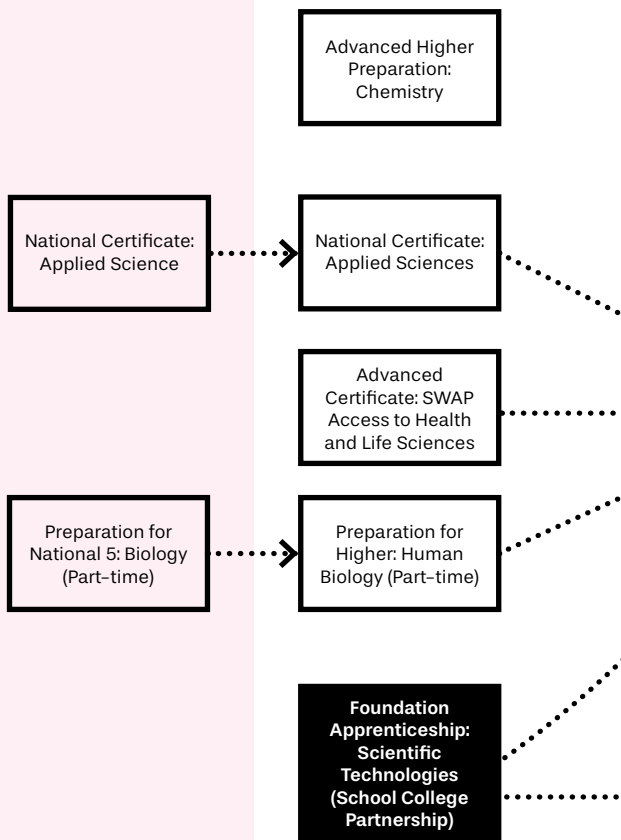 Advanced Higher
Preparation:
Chemistry
National Certificate:
Applied Science
National Certificate:
Applied Sciences
Advanced
Certificate: SWAP
Access to Health
and Life Sciences
Preparation for
National 5: Biology
(Part-time)
Preparation for
Higher: Human
Biology (Part-time)
Foundation
Apprenticeship:
Scientific
Technologies
(School College
Partnership)